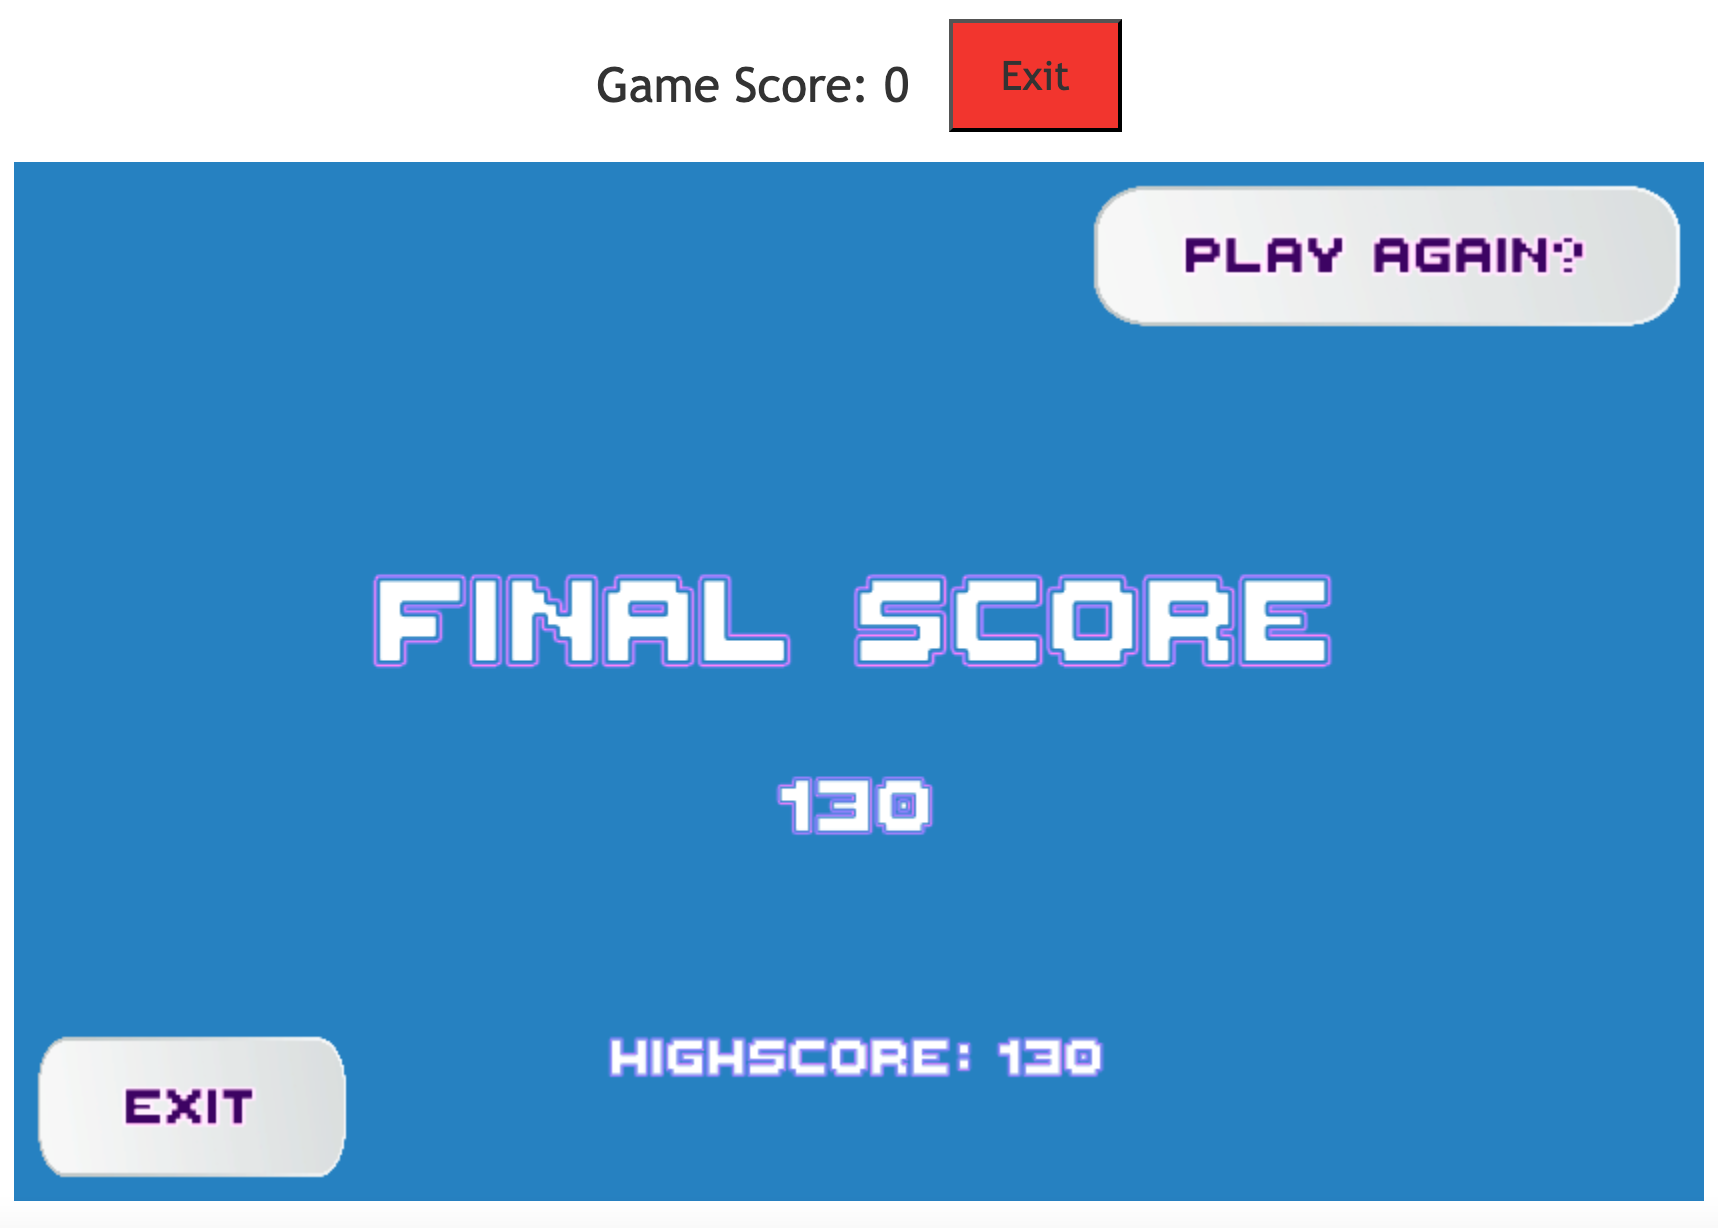 Game Score: 0 Exit
PLAY AGAIN?
FINAL SCORE
130
HIGHSCORE: 130
EXIT